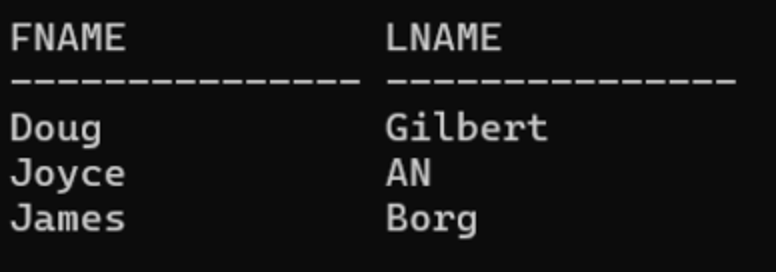 FNAME LNAME
--------------- ---------------
Doug Gilbert
Joyce AN
James Borg